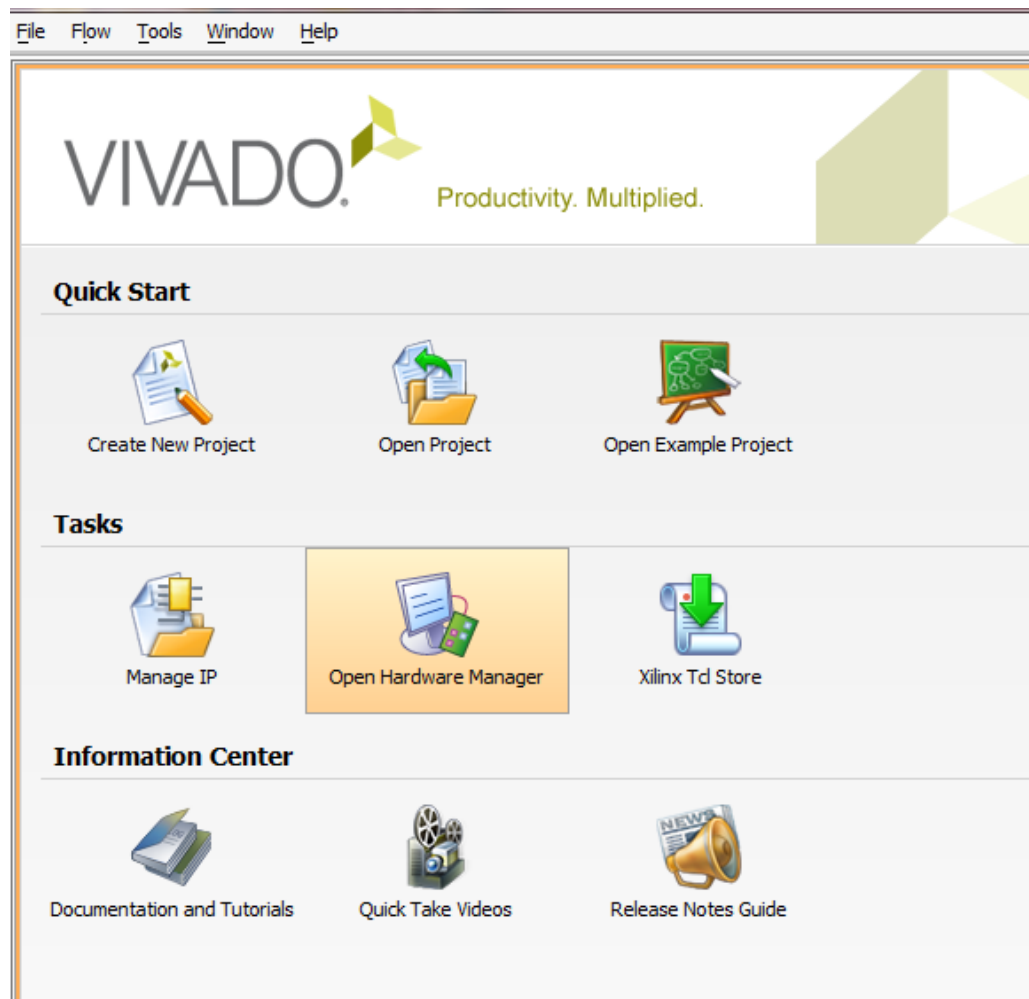 File Flow Tools Window Help
VIVADO.
Productivity. Multiplied.
Quick Start
Create New Project Open Project Open Example Project
Tasks
Manage IP Open Hardware Manager Xilinx Tcl Store
Information Center
NEWS
Documentation and Tutorials Quick Take Videos Release Notes Guide